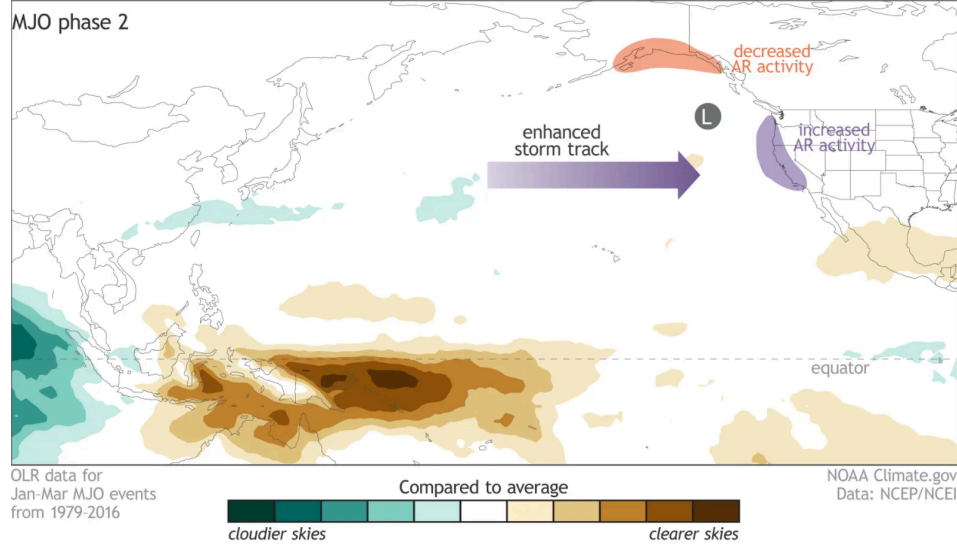 MJO phase 2
decreased
AR activity
L
enhanced
storm track
increased
AR activity
equator
OLR data for
Jan-Mar MJO events
from 1979-2016
Compared to average
cloudier skies
clearer skies
NOAA Climate.gov
Data: NCEP/NCEI